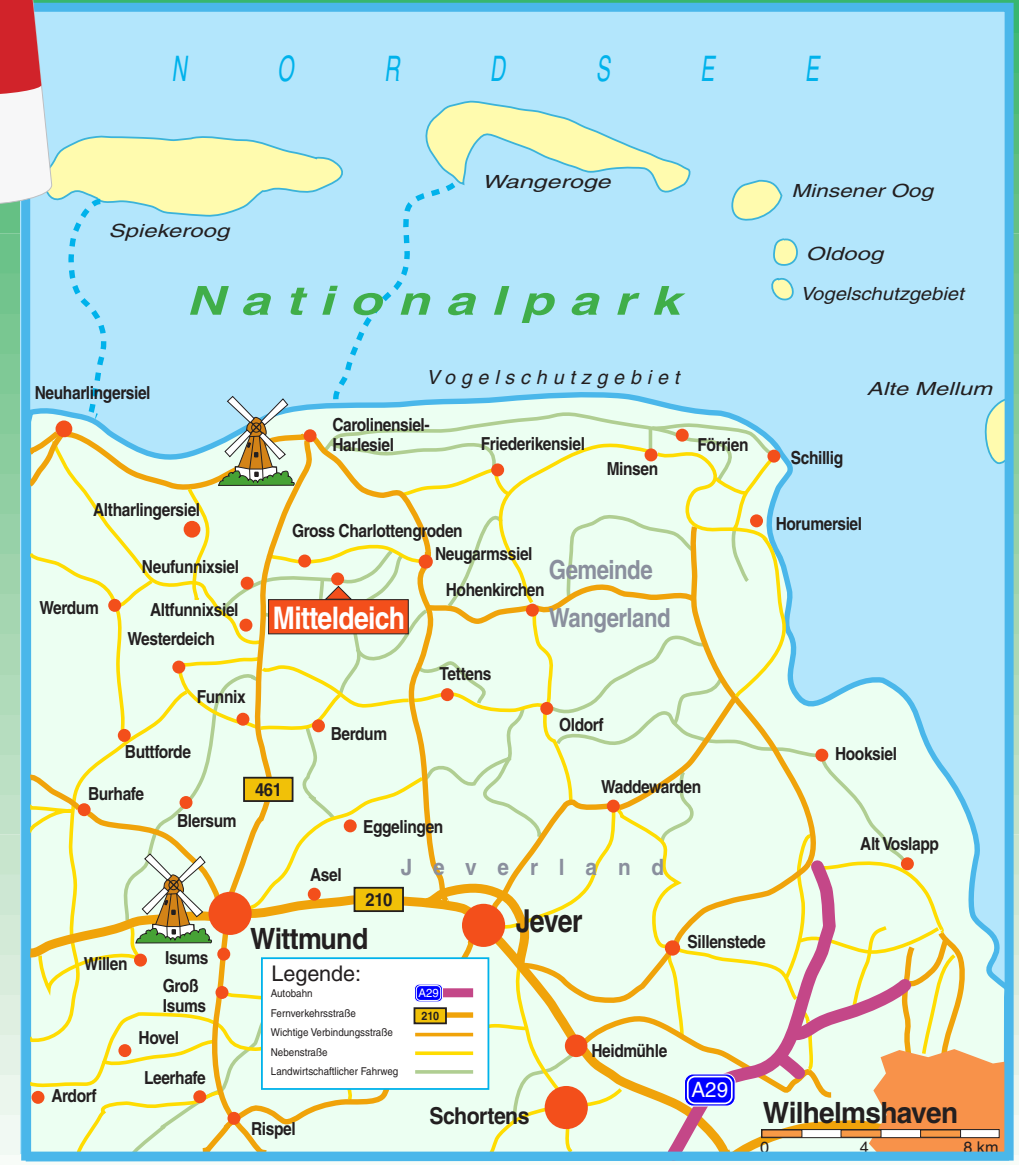 N O R D S E E
Wangeroge
Minsener Oog
Spiekeroog
Oldoog
Nationalpark
Vogelschutzgebiet
Vogelschutzgebiet
Alte Mellum
Neuharlingersiel
Carolinensiel-
Harlesiel
Friederikensiel
Förrien
Minsen
Schillig
Altharlingersiel
Horumersiel
Gross Charlottengroden
Neugarmssiel
Neufunnixsiel
Gemeinde
Hohenkirchen
Werdum
Altfunnixsiel
Mitteldeich
Wangerland
Westerdeich
Tettens
Funnix
Oldorf
Berdum
Buttforde
Hooksiel
461
Waddewarden
Burhafe
Blersum
Eggelingen
Alt Voslapp
Jeverland
Asel
210
Jever
Wittmund
Sillenstede
Isums
Willen
Legende:
Groß
Isums
Autobahn A29
Fernverkehrsstraße 210
Wichtige Verbindungsstraße
Nebenstraße
Landwirtschaftlicher Fahrweg
Hovel
Heidmühle
Leerhafe
A29
Ardorf
Schortens
Wilhelmshaven
Rispel
0 4 8 km